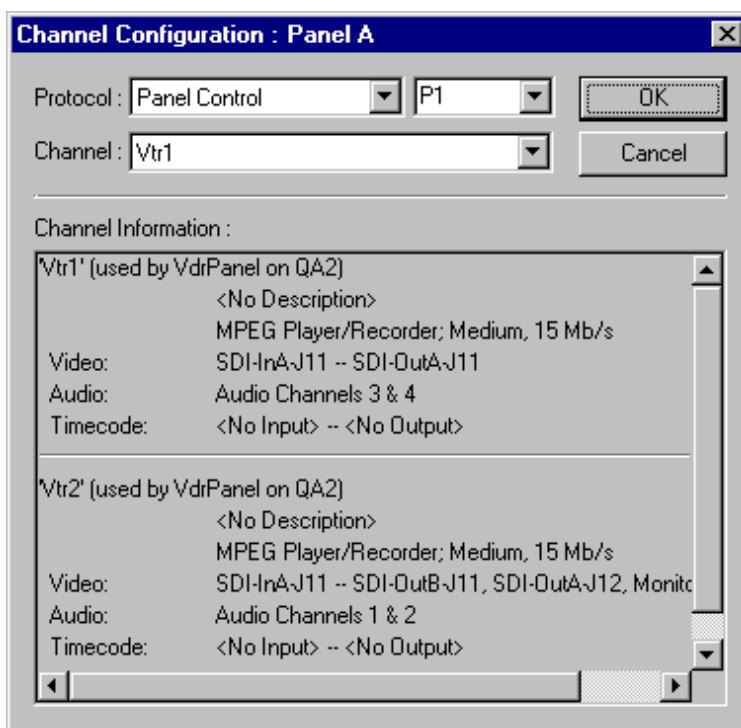 Channel Configuration : Panel A
Protocol : Panel Control P1 OK
Channel : Vtr1 Cancel
Channel Information :
'Vtr1' (used by VdrPanel on QA2)
<No Description>
MPEG Player/Recorder; Medium, 15 Mb/s
Video: SDI-InA-J11 -- SDI-OutA-J11
Audio: Audio Channels 3 & 4
Timecode: <No Input> -- <No Output>
'Vtr2' (used by VdrPanel on QA2)
<No Description>
MPEG Player/Recorder; Medium, 15 Mb/s
Video: SDI-InA-J11 -- SDI-OutB-J11, SDI-OutA-J12, Monitc
Audio: Audio Channels 1 & 2
Timecode: <No Input> -- <No Output>